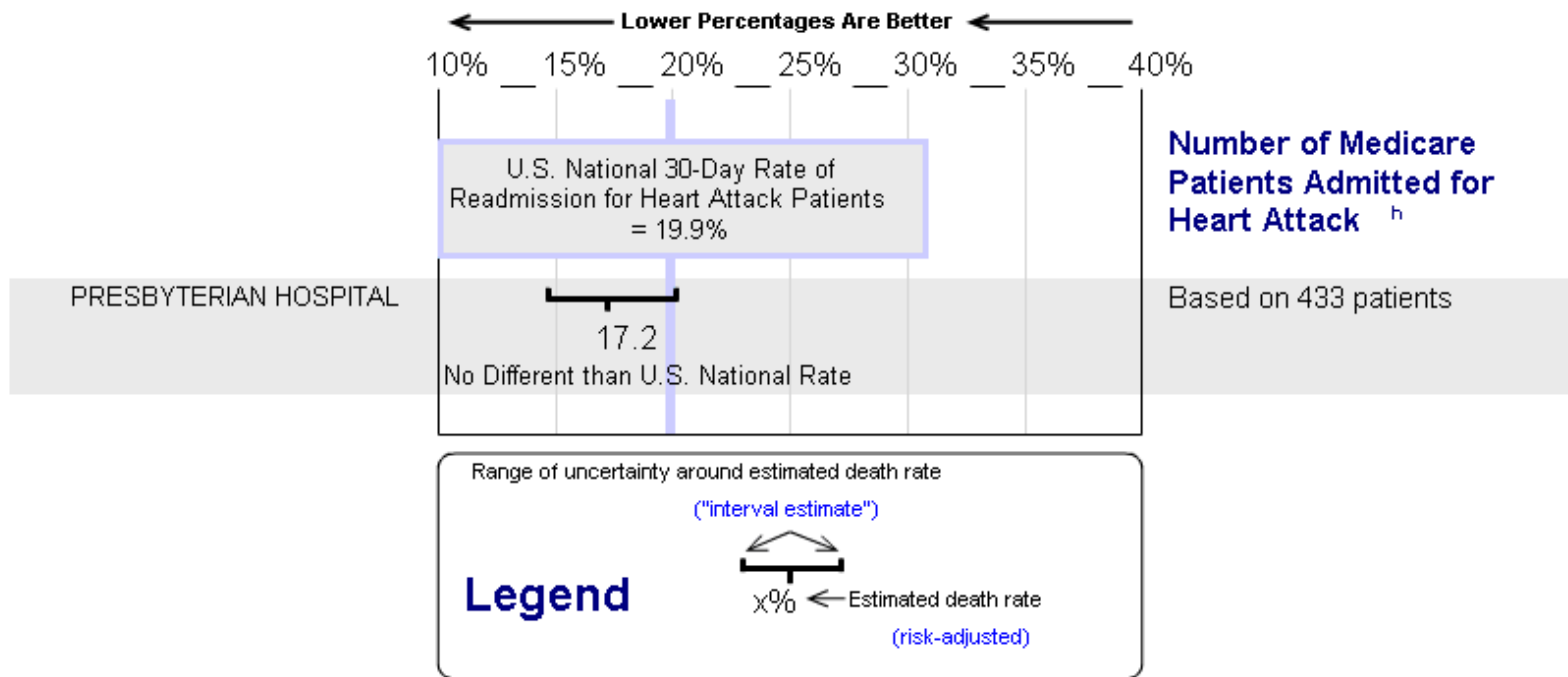 Lower Percentages Are Better
10% 15% 20% 25% 30% 35% 40%
U.S. National 30-Day Rate of
Readmission for Heart Attack Patients
= 19.9%
Number of Medicare
Patients Admitted for
Heart Attack h
PRESBYTERIAN HOSPITAL
Based on 433 patients
17.2
No Different than U.S. National Rate
Range of uncertainty around estimated death rate
("interval estimate")
Legend
x%
Estimated death rate
(risk-adjusted)